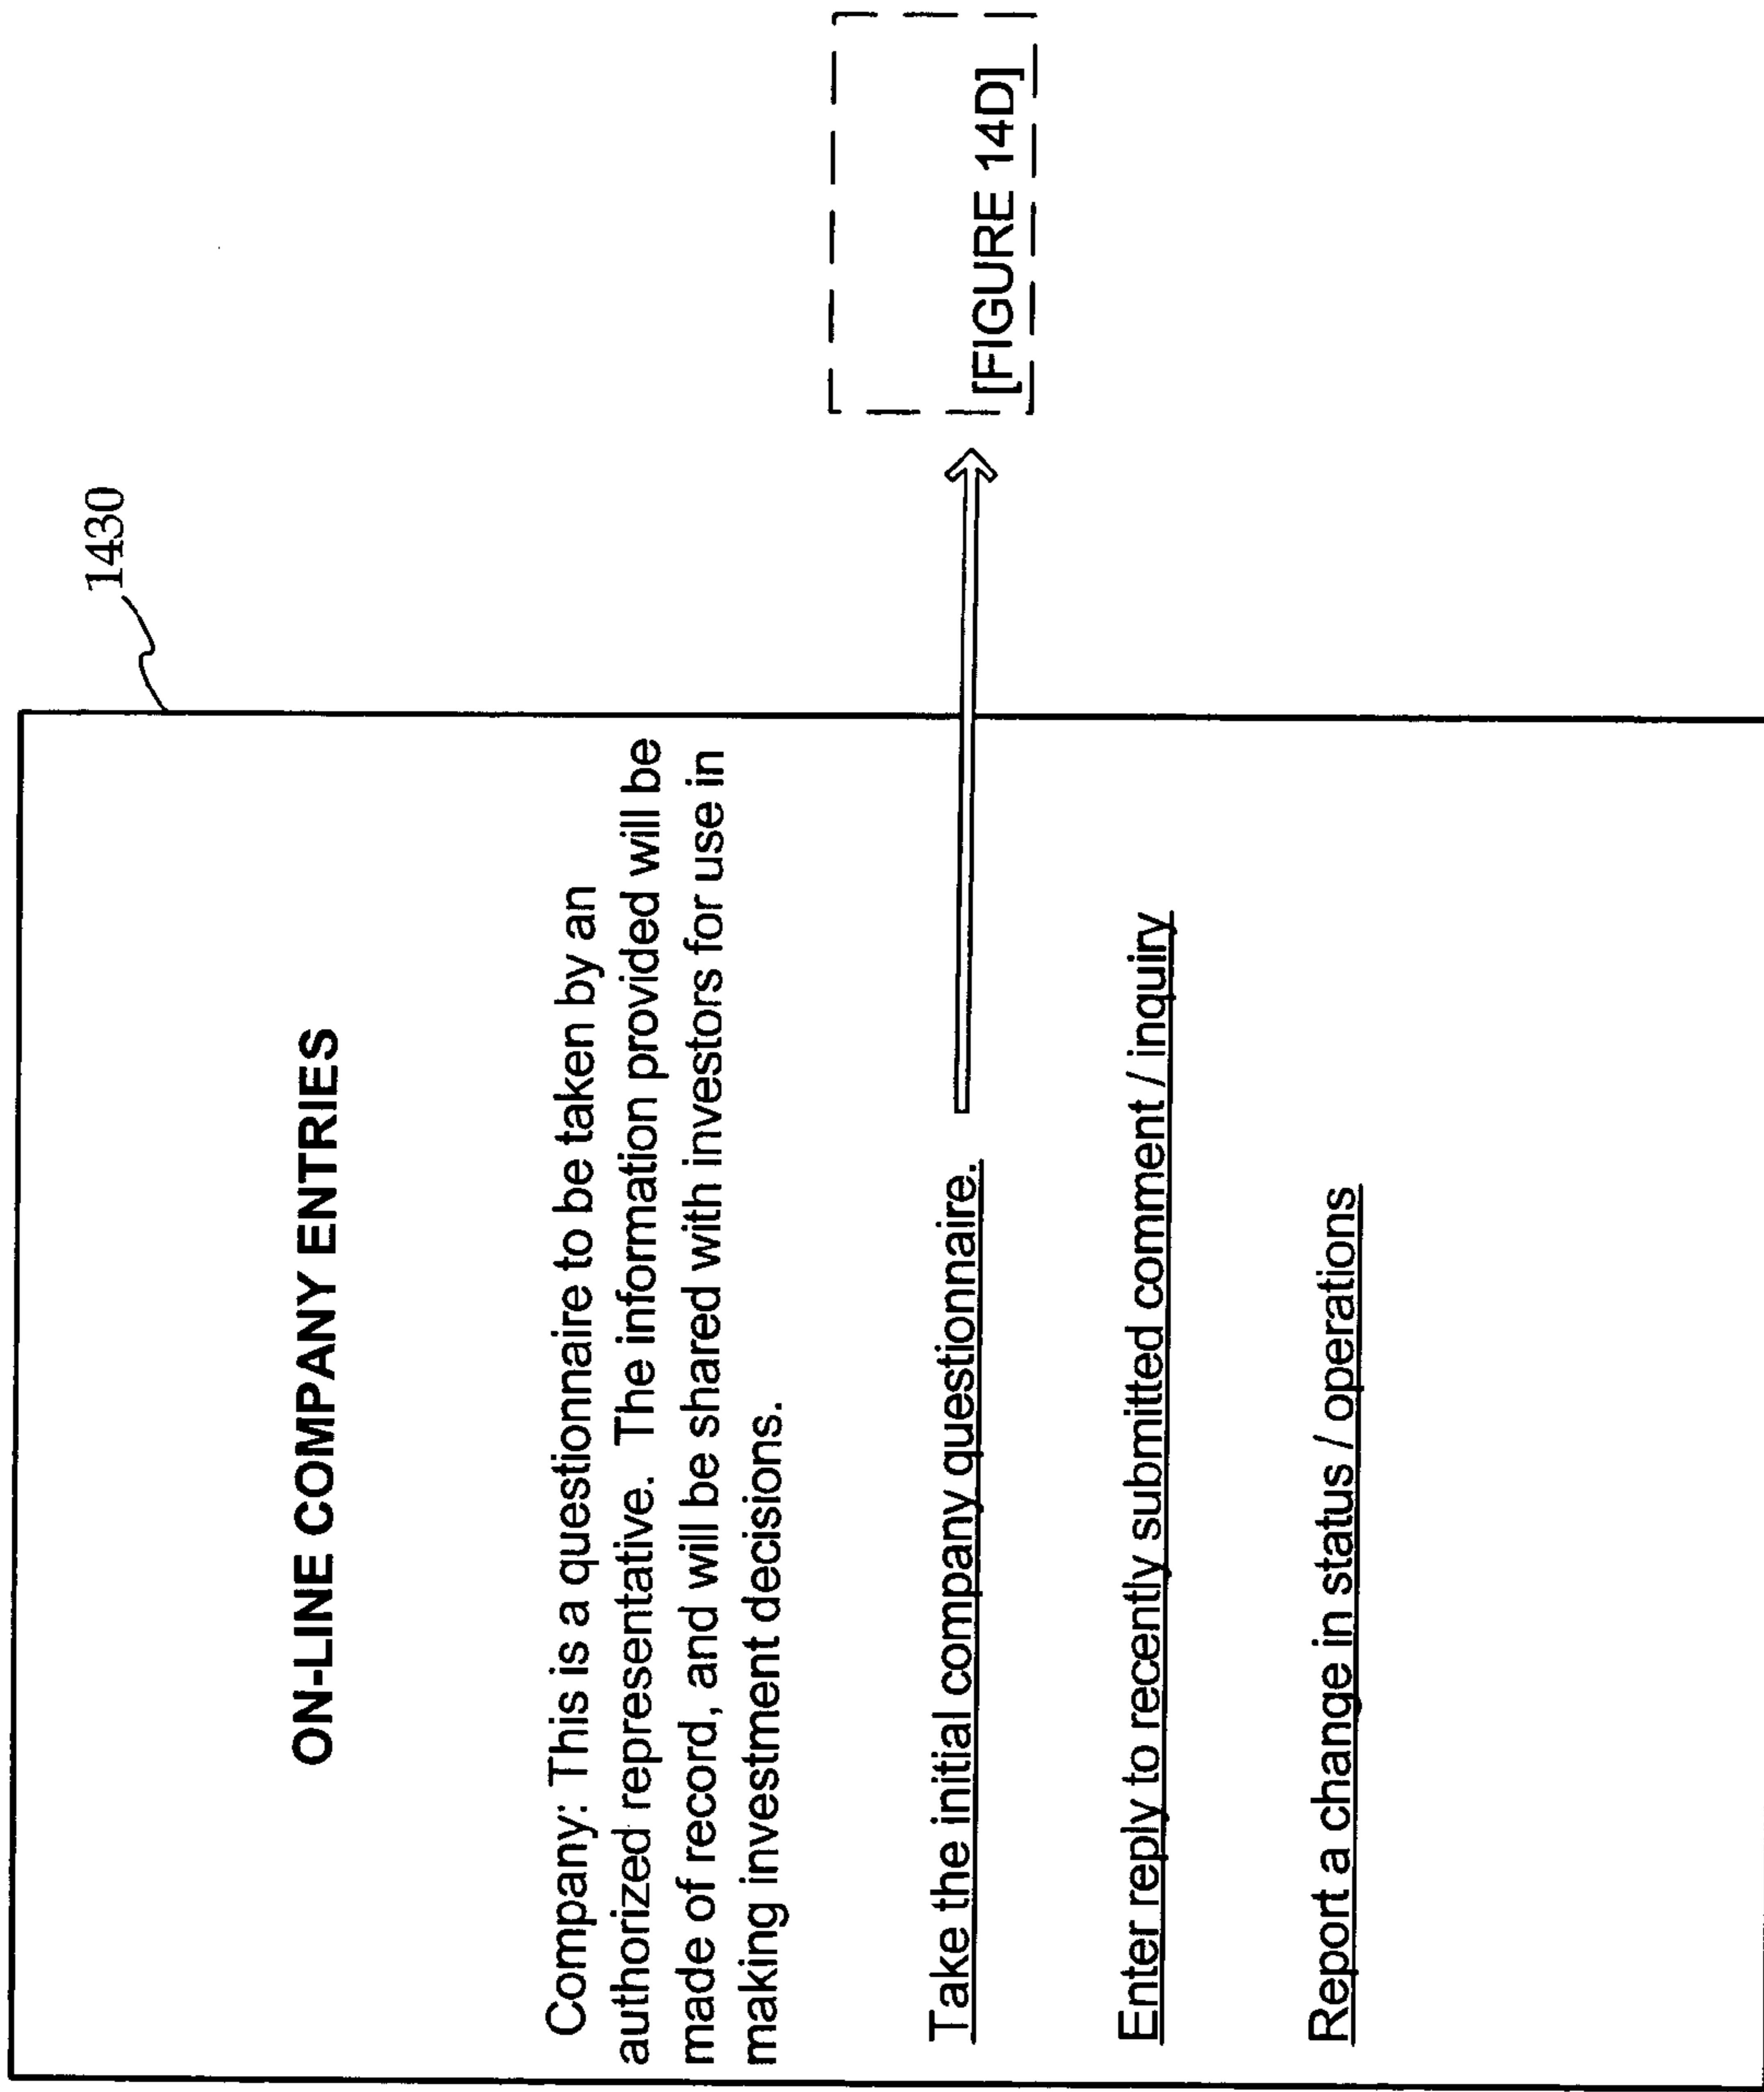 1430
ON-LINE COMPANY ENTRIES
Company: This is a questionnaire to be taken by an
authorized representative. The information provided will be
made of record, and will be shared with investors for use in
making investment decisions.
Take the initial company questionnaire.
[FIGURE 14D]
Enter reply to recently submitted comment / inquiry
Report a change in status / operations